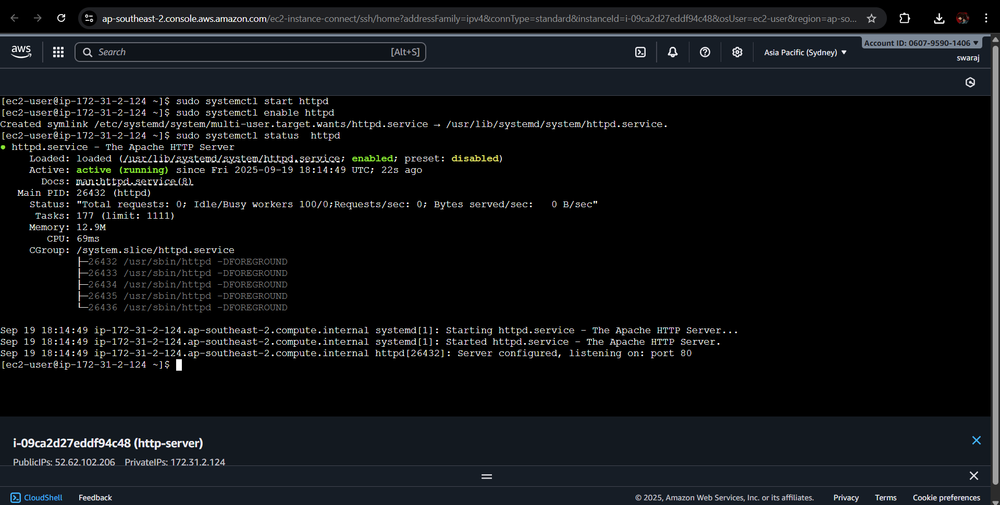 ap-southeast-2.console.aws.amazon.com/ec2-instance-connect/ssh/home?addressFamily=ipv4&connType=standard&instanceId=i-09ca2d27eddf94c48&osUser=ec2-user&region=ap-so...
aws
Search [Alt+S]
Asia Pacific (Sydney) ▼
Account ID: 0607-9590-1406 ▼
swaraj
[ec2-user@ip-172-31-2-124 ~]$ sudo systemctl start httpd
[ec2-user@ip-172-31-2-124 ~]$ sudo systemctl enable httpd
Created symlink /etc/systemd/system/multi-user.target.wants/httpd.service → /usr/lib/systemd/system/httpd.service.
[ec2-user@ip-172-31-2-124 ~]$ sudo systemctl status  httpd
● httpd.service - The Apache HTTP Server
Loaded: loaded (/usr/lib/systemd/system/httpd.service; enabled; preset: disabled)
Active: active (running) since Fri 2025-09-19 18:14:49 UTC; 22s ago
Docs: man:httpd.service(8)
Main PID: 26432 (httpd)
Status: "Total requests: 0; Idle/Busy workers 100/0;Requests/sec: 0; Bytes served/sec:   0 B/sec"
Tasks: 177 (limit: 1111)
Memory: 12.9M
CPU: 69ms
CGroup: /system.slice/httpd.service
├─26432 /usr/sbin/httpd -DFOREGROUND
├─26433 /usr/sbin/httpd -DFOREGROUND
├─26434 /usr/sbin/httpd -DFOREGROUND
├─26435 /usr/sbin/httpd -DFOREGROUND
└─26436 /usr/sbin/httpd -DFOREGROUND
Sep 19 18:14:49 ip-172-31-2-124.ap-southeast-2.compute.internal systemd[1]: Starting httpd.service - The Apache HTTP Server...
Sep 19 18:14:49 ip-172-31-2-124.ap-southeast-2.compute.internal systemd[1]: Started httpd.service - The Apache HTTP Server.
Sep 19 18:14:49 ip-172-31-2-124.ap-southeast-2.compute.internal httpd[26432]: Server configured, listening on: port 80
[ec2-user@ip-172-31-2-124 ~]$
i-09ca2d27eddf94c48 (http-server)
PublicIPs: 52.62.102.206 PrivateIPs: 172.31.2.124
CloudShell Feedback © 2025, Amazon Web Services, Inc. or its affiliates. Privacy Terms Cookie preferences